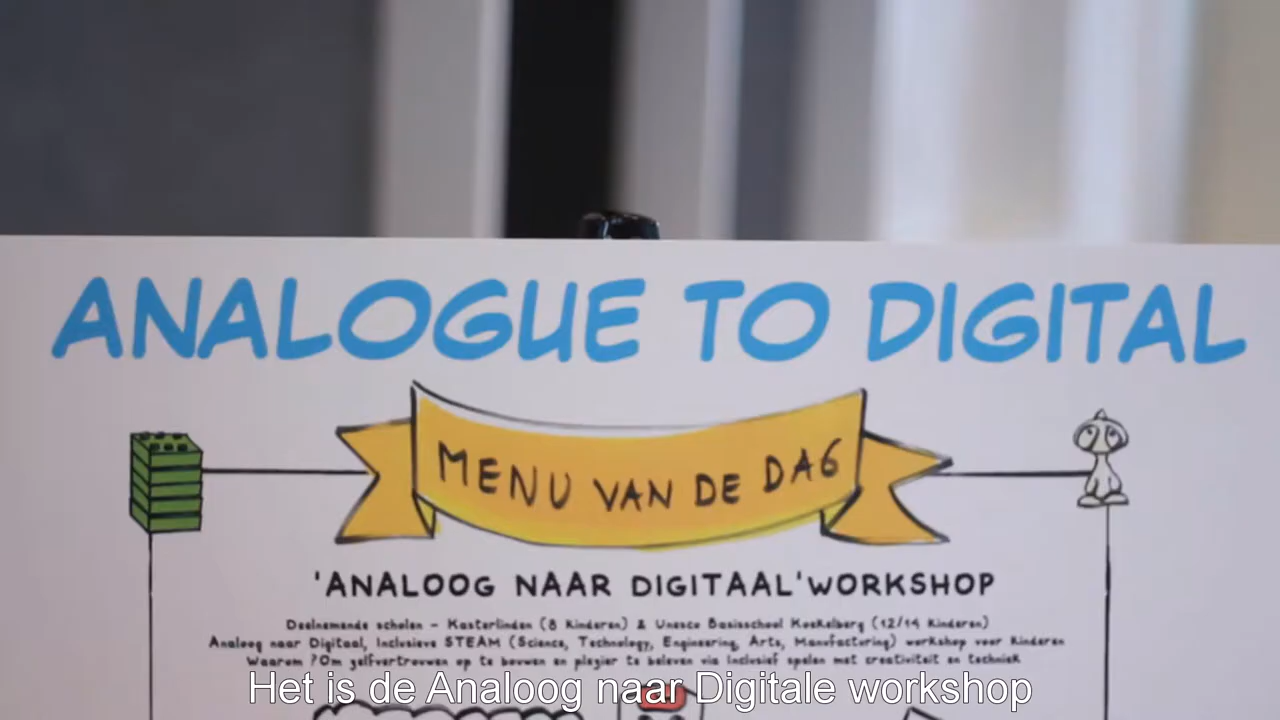 ANALOGUE TO DIGITAL
MENU VAN DE DAG
'ANALOOG NAAR DIGITAAL' WORKSHOP
Deelnemende scholen - Kasterlinden (8 kinderen) & Unesco Basisschool Koekelberg (12/14 kinderen)
Analoog naar Digitaal, Inclusieve STEAM (Science, Technology, Engineering, Arts, Manufacturing) workshop voor kinderen
Waarom ?Om zelfvertrouwen op te bouwen en plezier te beleven via inclusief spelen met creativiteit en techniek
Het is de Analoog naar Digitale workshop